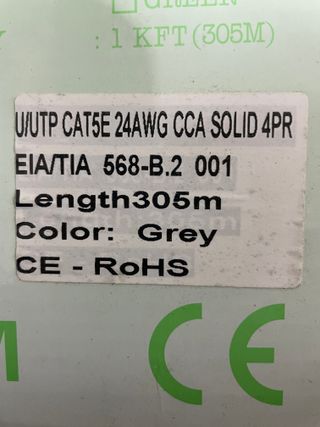 GREEN
: 1 KFT (305M)
U/UTP CAT5E 24AWG CCA SOLID 4PR
EIA/TIA 568-B.2 001
Length305m
Color: Grey
CE - RoHS
CE